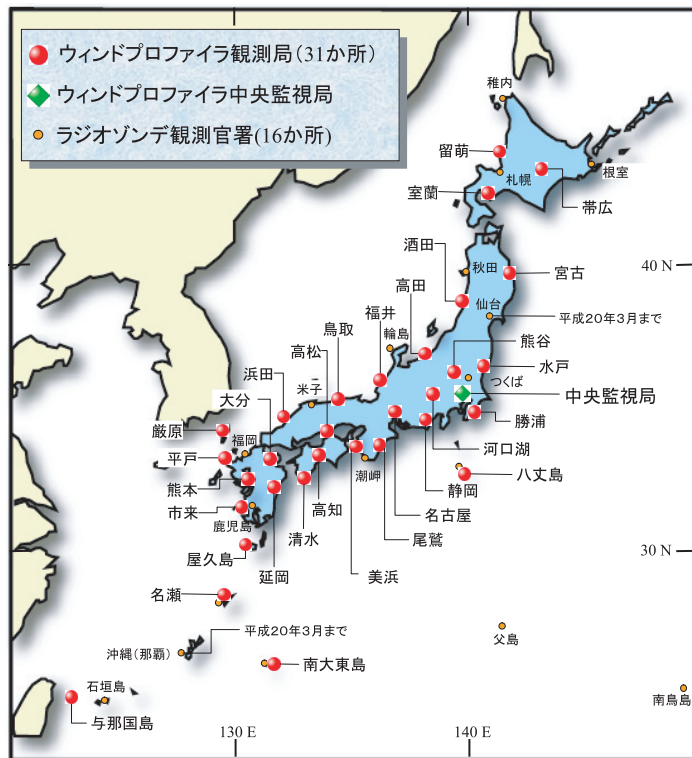 ウィンドプロファイラ観測局(31か所)
ウィンドプロファイラ中央監視局
ラジオゾンデ観測官署(16か所)
稚内
留萌
札幌
根室
室蘭
帯広
酒田
秋田
宮古
40 N
高田
仙台
平成20年3月まで
福井
輪島
熊谷
鳥取
高松
水戸
浜田
米子
つくば
大分
中央監視局
厳原
勝浦
福岡
平戸
河口湖
潮岬
熊本
静岡
八丈島
市来
高知
名古屋
鹿児島
清水
尾鷲
屋久島
30 N
延岡
美浜
名瀬
平成20年3月まで
父島
沖縄(那覇)
南大東島
石垣島
南鳥島
与那国島
130 E
140 E